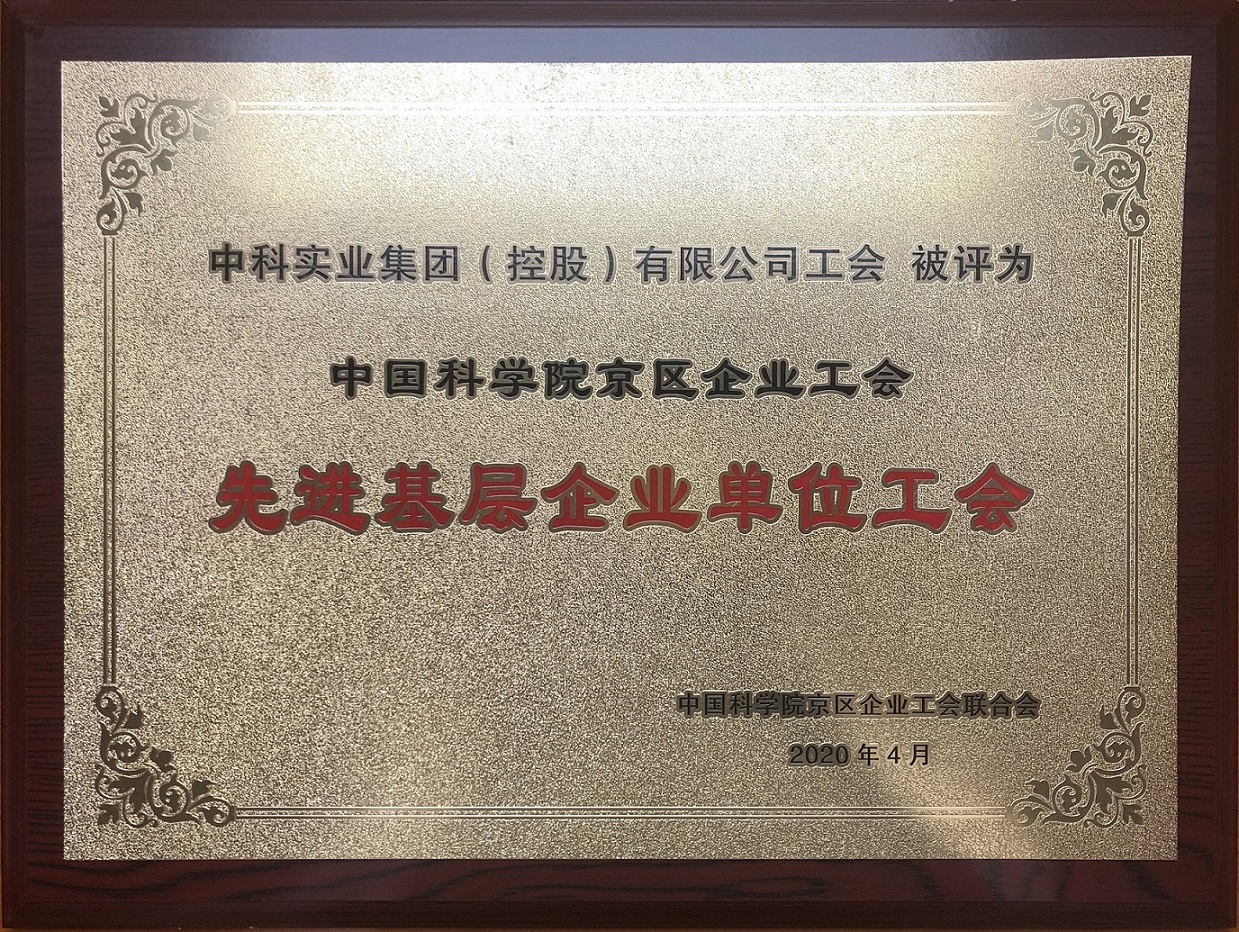 中科实业集团（控股）有限公司工会 被评为
中国科学院京区企业工会
先进基层企业单位工会
中国科学院京区企业工会联合会
2020年4月